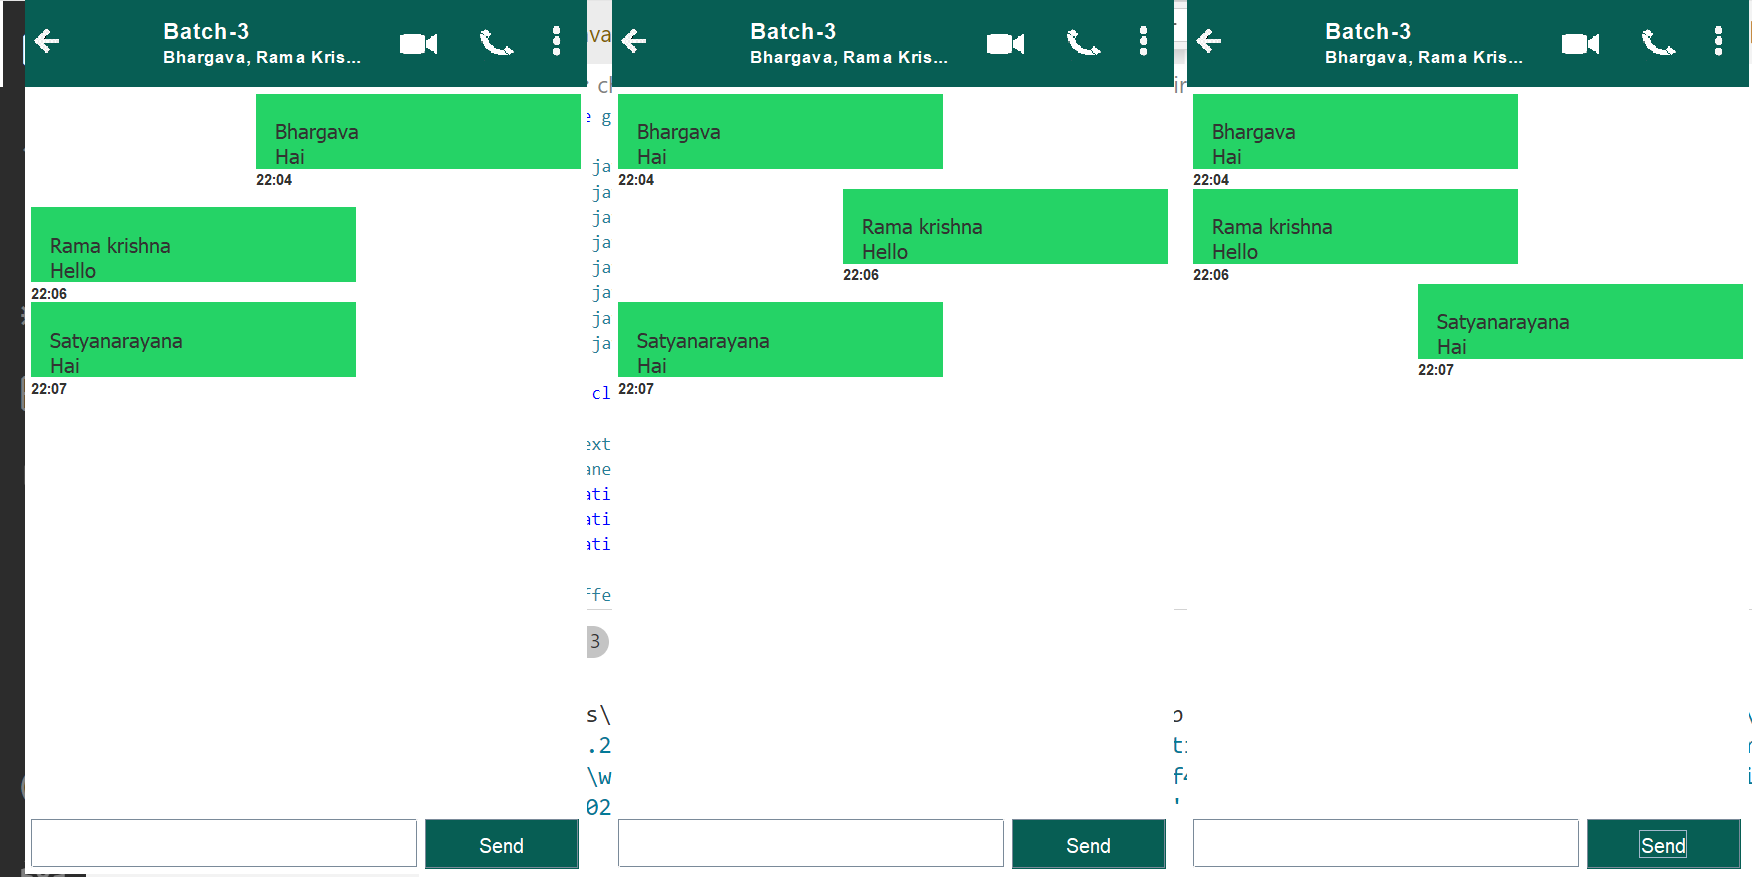 Batch-3
Bhargava, Rama Kris...
Bhargava
Hai
22:04
Rama krishna
Hello
22:06
Satyanarayana
Hai
22:07
Send
Batch-3
Bhargava, Rama Kris...
Bhargava
Hai
22:04
Rama krishna
Hello
22:06
Satyanarayana
Hai
22:07
Send
Batch-3
Bhargava, Rama Kris...
Bhargava
Hai
22:04
Rama krishna
Hello
22:06
Satyanarayana
Hai
22:07
Send
va
cl
e g
ja
ja
ja
ja
ja
ja
ja
ja
cl
ext
ane
ati
ati
ati
ffe
3
s\
.2
\w
02